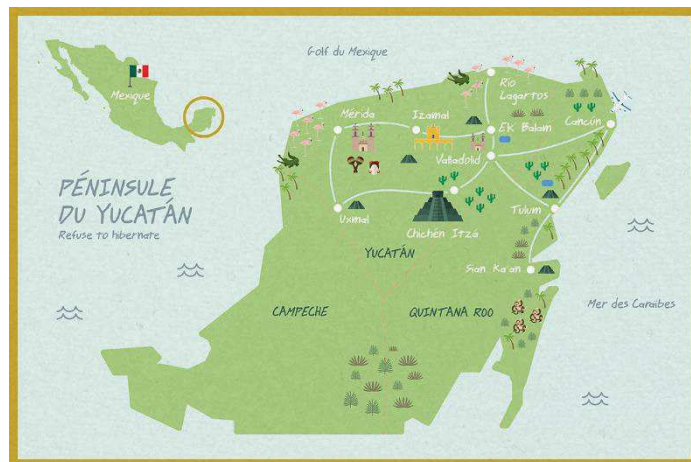 Golf du Mexique
Mexique
PÉNINSULE
DU YUCATÁN
Refuse to hibernate
Río
Lagartos
Mérida
Izamal
EK Balam
Cancún
Valladolid
Uxmal
Chichén Itzá
Tulum
YUCATÁN
Sian Ka'an
CAMPECHE
QUINTANA ROO
Mer des Caraïbes